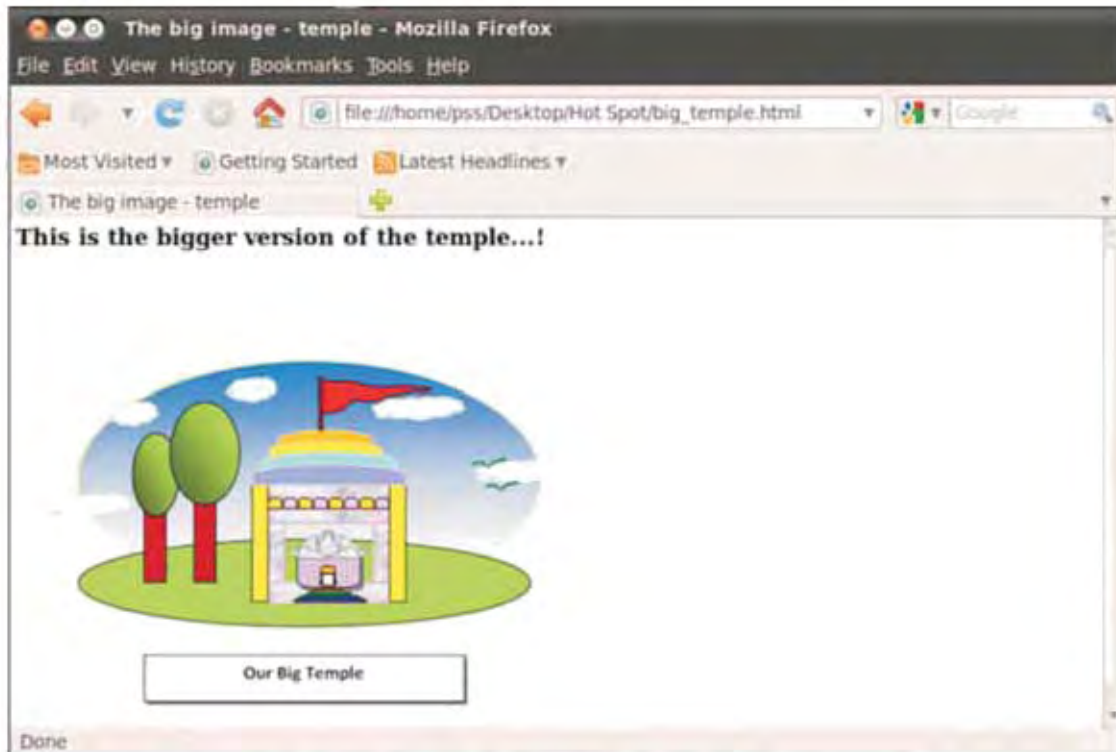 The big image - temple - Mozilla Firefox
File Edit View History Bookmarks Tools Help
file:///home/pss/Desktop/Hot Spot/big_temple.html Google
Most Visited Getting Started Latest Headlines
The big image - temple
This is the bigger version of the temple...!
Our Big Temple
Done